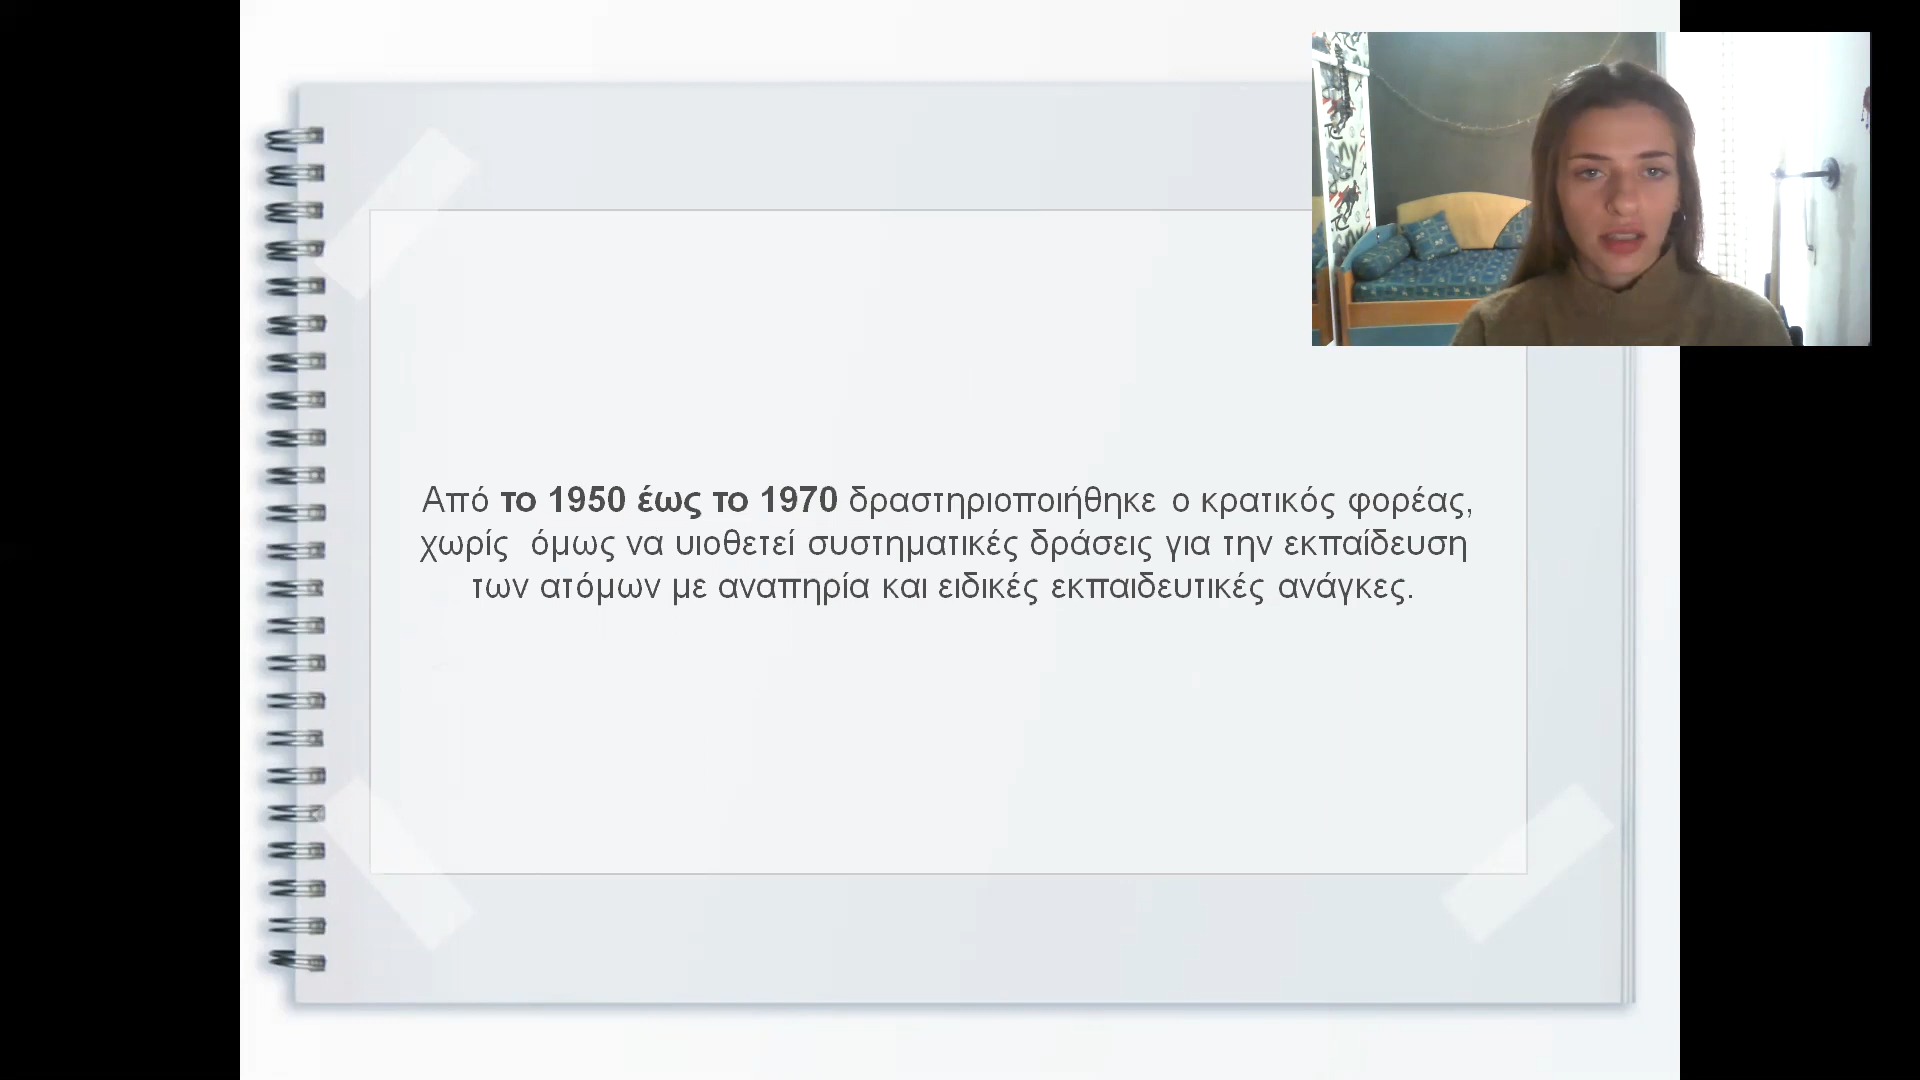 Από το 1950 έως το 1970 δραστηριοποιήθηκε ο κρατικός φορέας,
χωρίς όμως να υιοθετεί συστηματικές δράσεις για την εκπαίδευση
των ατόμων με αναπηρία και ειδικές εκπαιδευτικές ανάγκες.